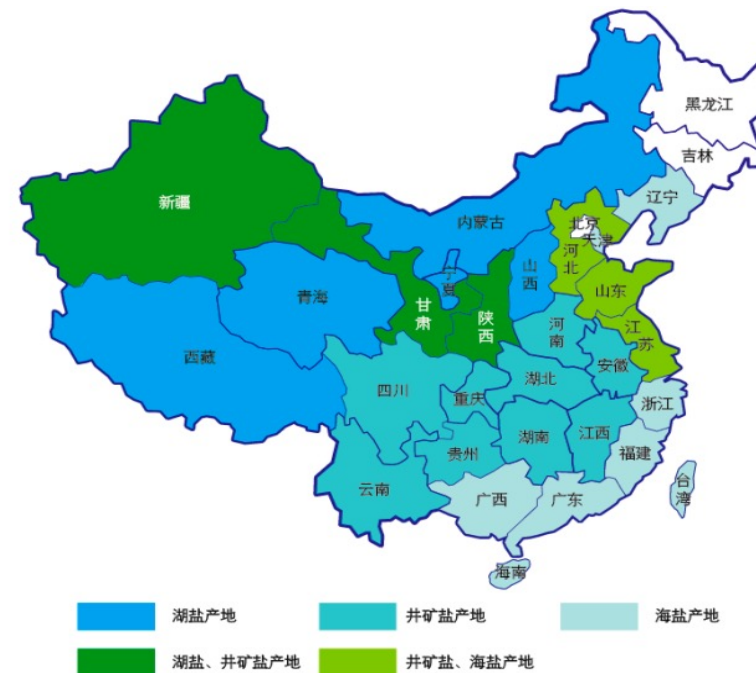 黑龙江
吉林
辽宁
新疆
内蒙古
北京
天津
河北
宁夏
山西
青海
山东
甘肃
陕西
河南
江苏
西藏
安徽
四川
湖北
重庆
浙江
湖南
江西
贵州
福建
云南
广西
广东
台湾
海南
湖盐产地
井矿盐产地
海盐产地
湖盐、井矿盐产地
井矿盐、海盐产地